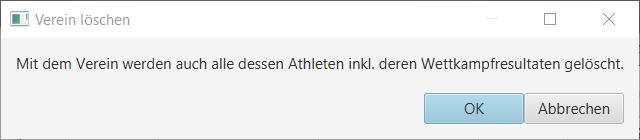 Verein löschen
Mit dem Verein werden auch alle dessen Athleten inkl. deren Wettkampfresultaten gelöscht.
OK
Abbrechen